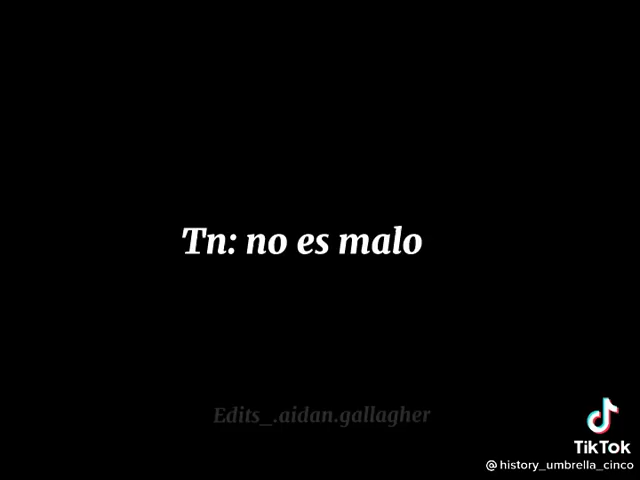 Tn: no es malo
Edits_.aidan.gallagher
TikTok
@history_umbrella_cinco